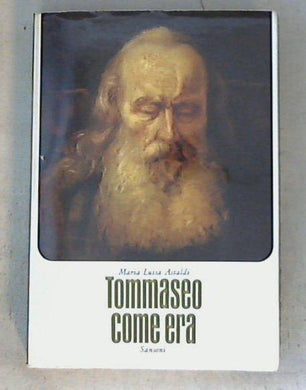 Maria Luisa Astaldi
Tommaseo
come era
Sansoni